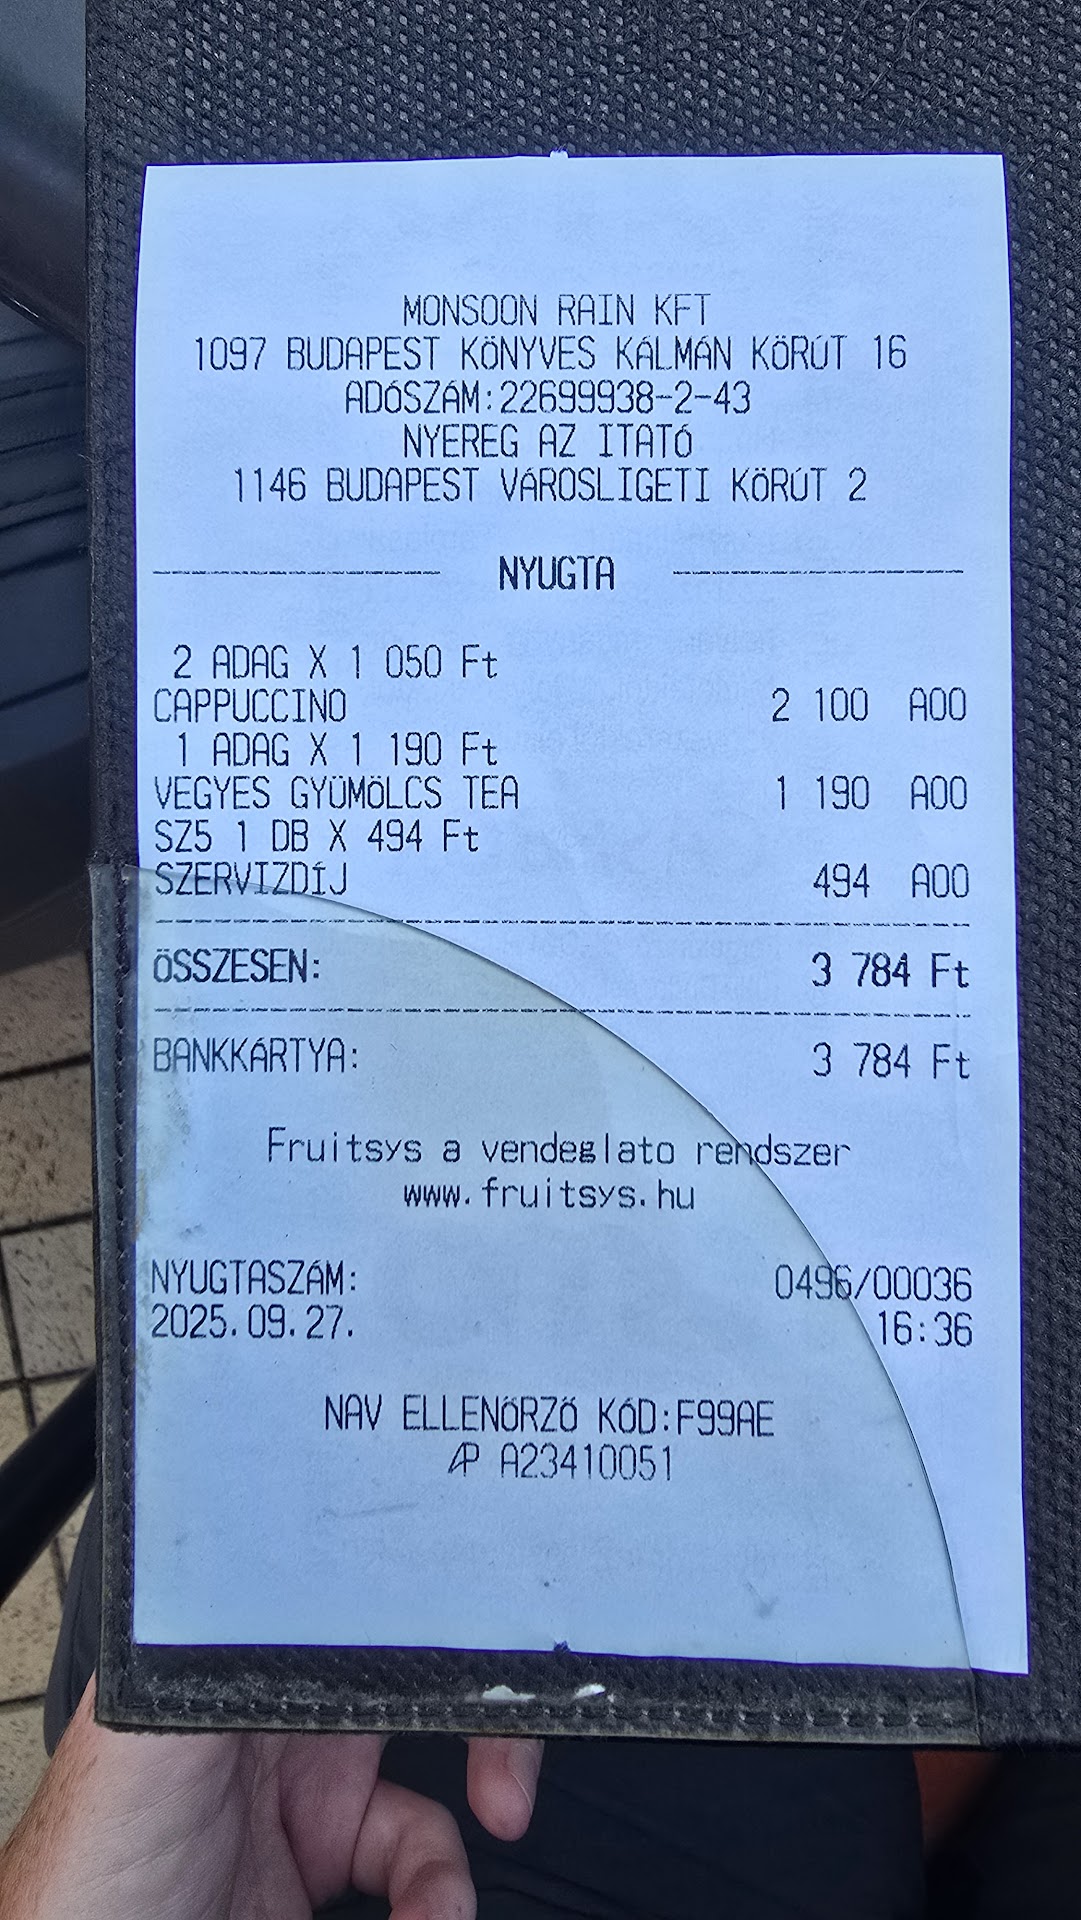 MONSOON RAIN KFT
1097 BUDAPEST KÖNYVES KÁLMÁN KÖRÚT 16
ADÓSZÁM:22699938-2-43
NYEREG AZ ITATÓ
1146 BUDAPEST VÁROSLIGETI KÖRÚT 2
NYUGTA
2 ADAG X 1 050 Ft
CAPPUCCINO 2 100 A00
1 ADAG X 1 190 Ft
VEGYES GYÜMÖLCS TEA 1 190 A00
SZ5 1 DB X 494 Ft
SZERVIZDÍJ 494 A00
ÖSSZESEN: 3 784 Ft
BANKKÁRTYA: 3 784 Ft
Fruitsys a vendeglato rendszer
www.fruitsys.hu
NYUGTASZÁM: 0496/00036
2025.09.27. 16:36
NAV ELLENŐRZŐ KÓD:F99AE
AP A23410051